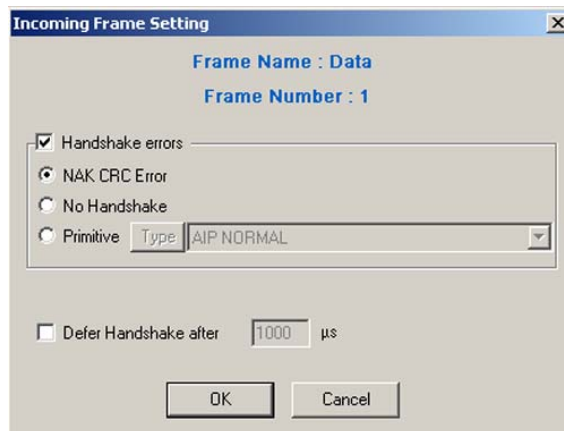 Incoming Frame Setting
Frame Name : Data
Frame Number : 1
Handshake errors
NAK CRC Error
No Handshake
Primitive Type AIP NORMAL
Defer Handshake after 1000 µs
OK Cancel